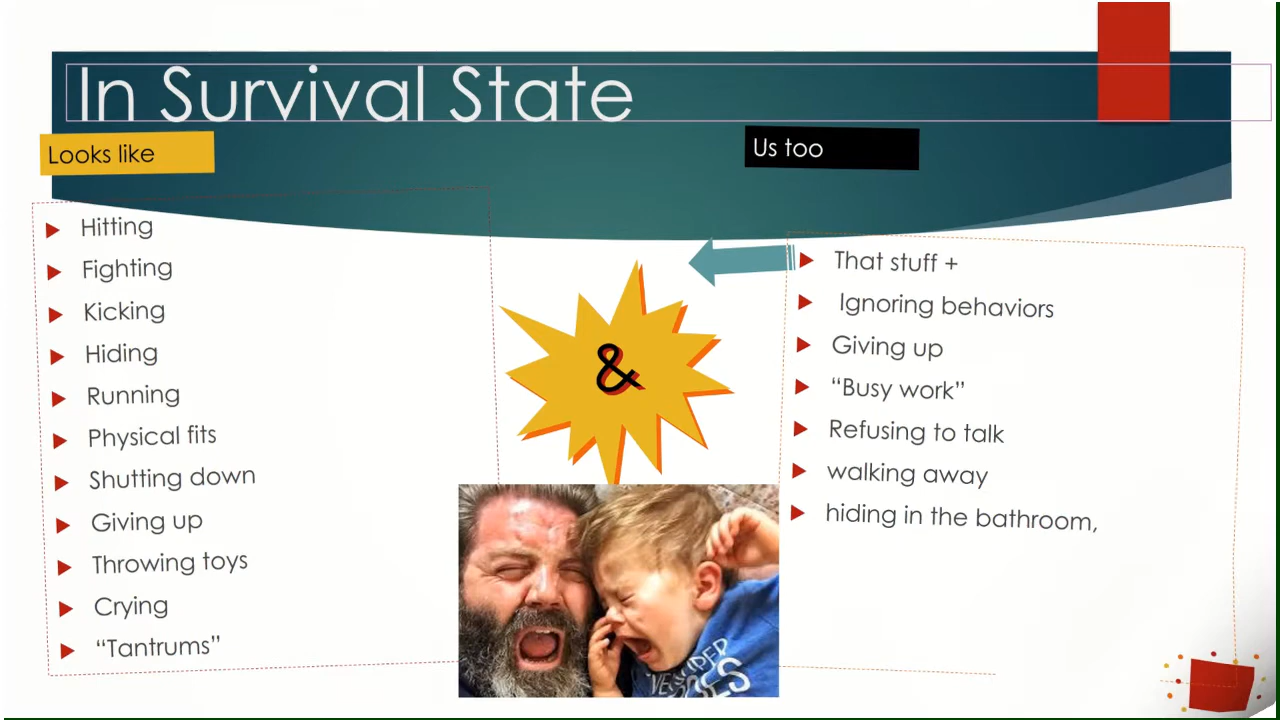 In Survival State
Looks like
Hitting
Fighting
Kicking
Hiding
Running
Physical fits
Shutting down
Giving up
Throwing toys
Crying
“Tantrums”
&
Us too
That stuff +
Ignoring behaviors
Giving up
“Busy work”
Refusing to talk
walking away
hiding in the bathroom,